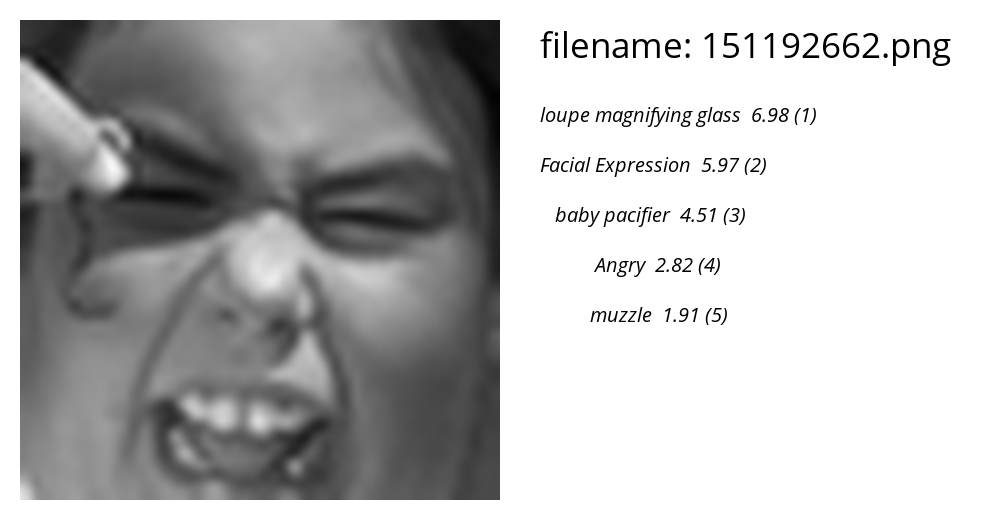 filename: 151192662.png
loupe magnifying glass 6.98 (1)
Facial Expression 5.97 (2)
baby pacifier 4.51 (3)
Angry 2.82 (4)
muzzle 1.91 (5)